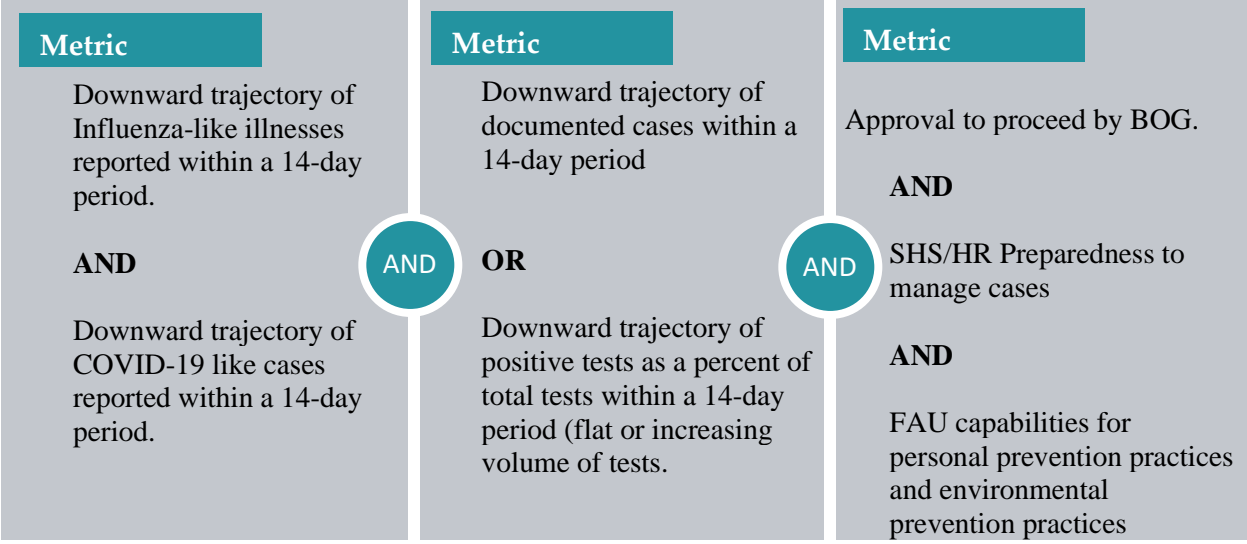 Metric
Downward trajectory of
Influenza-like illnesses
reported within a 14-day
period.
AND
Downward trajectory of
COVID-19 like cases
reported within a 14-day
period.
AND
Metric
Downward trajectory of
documented cases within a
14-day period
OR
Downward trajectory of
positive tests as a percent of
total tests within a 14-day
period (flat or increasing
volume of tests.
AND
Metric
Approval to proceed by BOG.
AND
SHS/HR Preparedness to
manage cases
AND
FAU capabilities for
personal prevention practices
and environmental
prevention practices